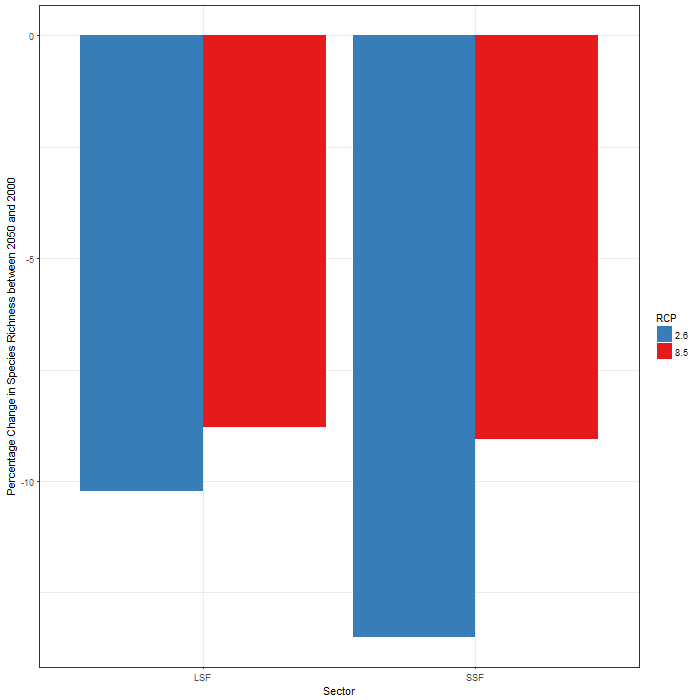 Percentage Change in Species Richness between 2050 and 2000
0
-5
-10
LSF
SSF
Sector
RCP
2.6
8.5